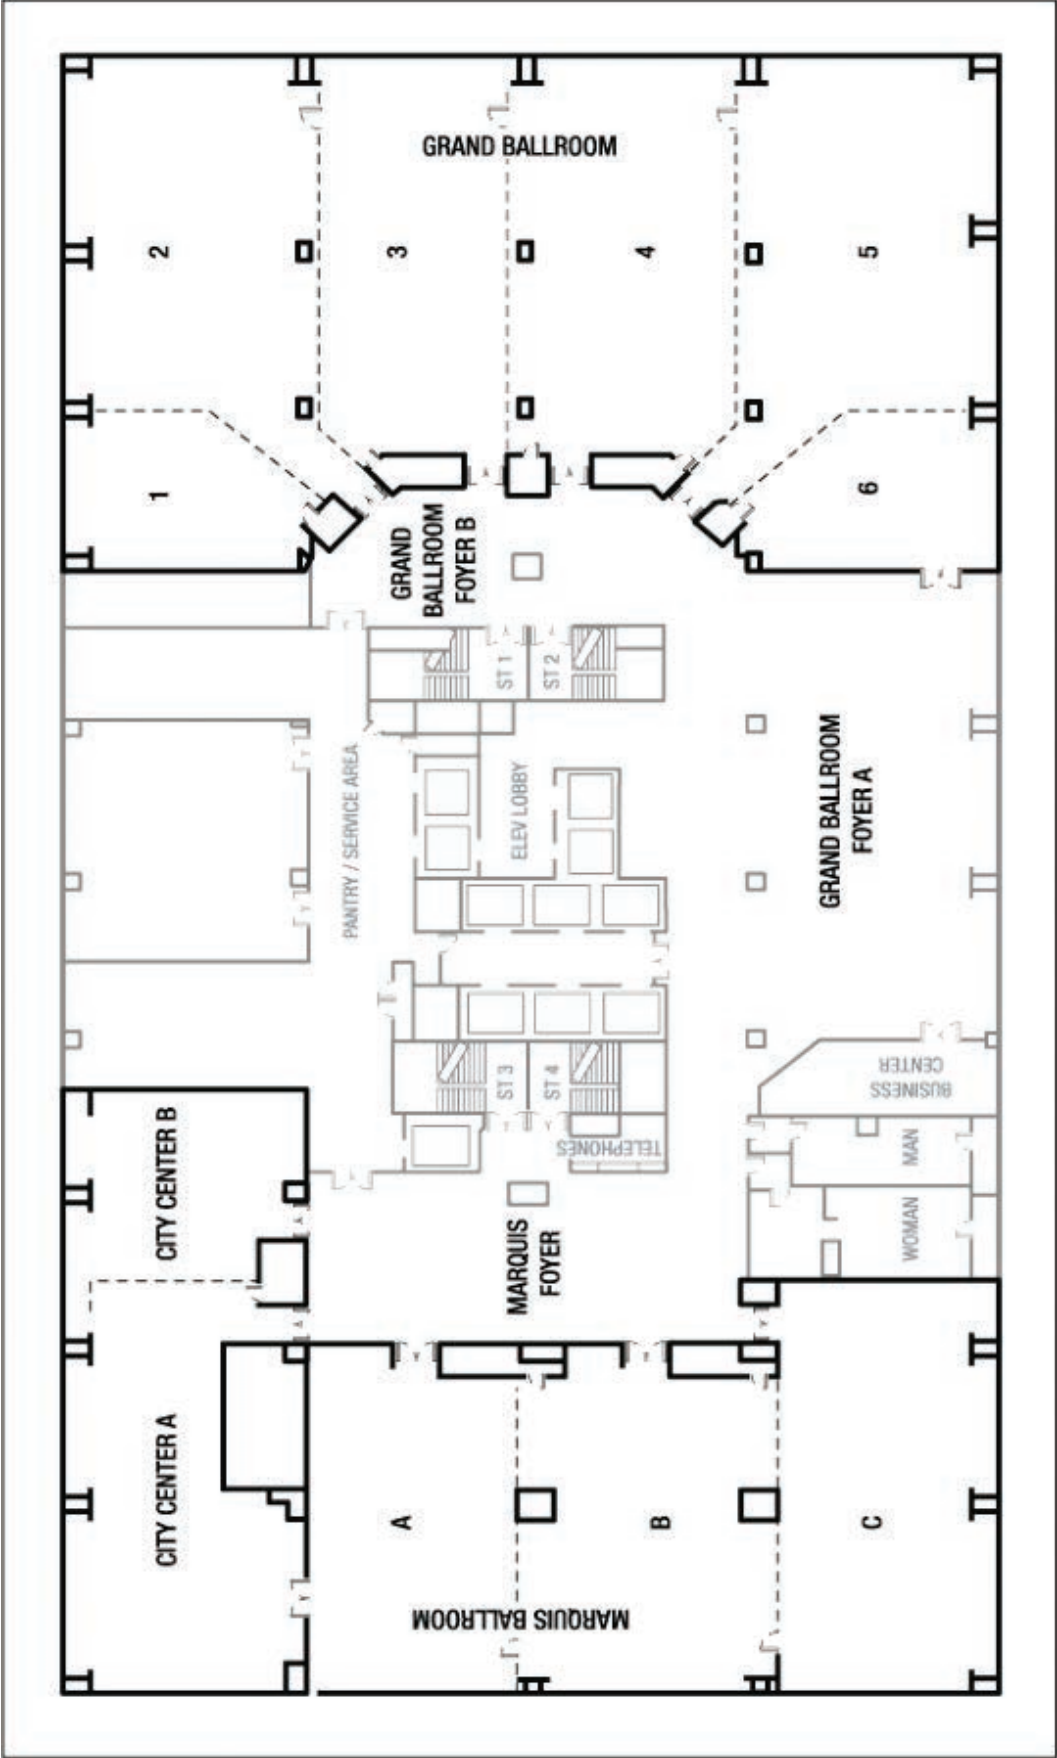 GRAND BALLROOM
2
3
4
5
1
6
GRAND
BALLROOM
FOYER B
ST 1
ST 2
PANTRY / SERVICE AREA
ELEV LOBBY
GRAND BALLROOM
FOYER A
ST 3
ST 4
TELEPHONES
BUSINESS
CENTER
MAN
WOMAN
CITY CENTER B
MARQUIS
FOYER
CITY CENTER A
A
B
C
MARQUIS BALLROOM